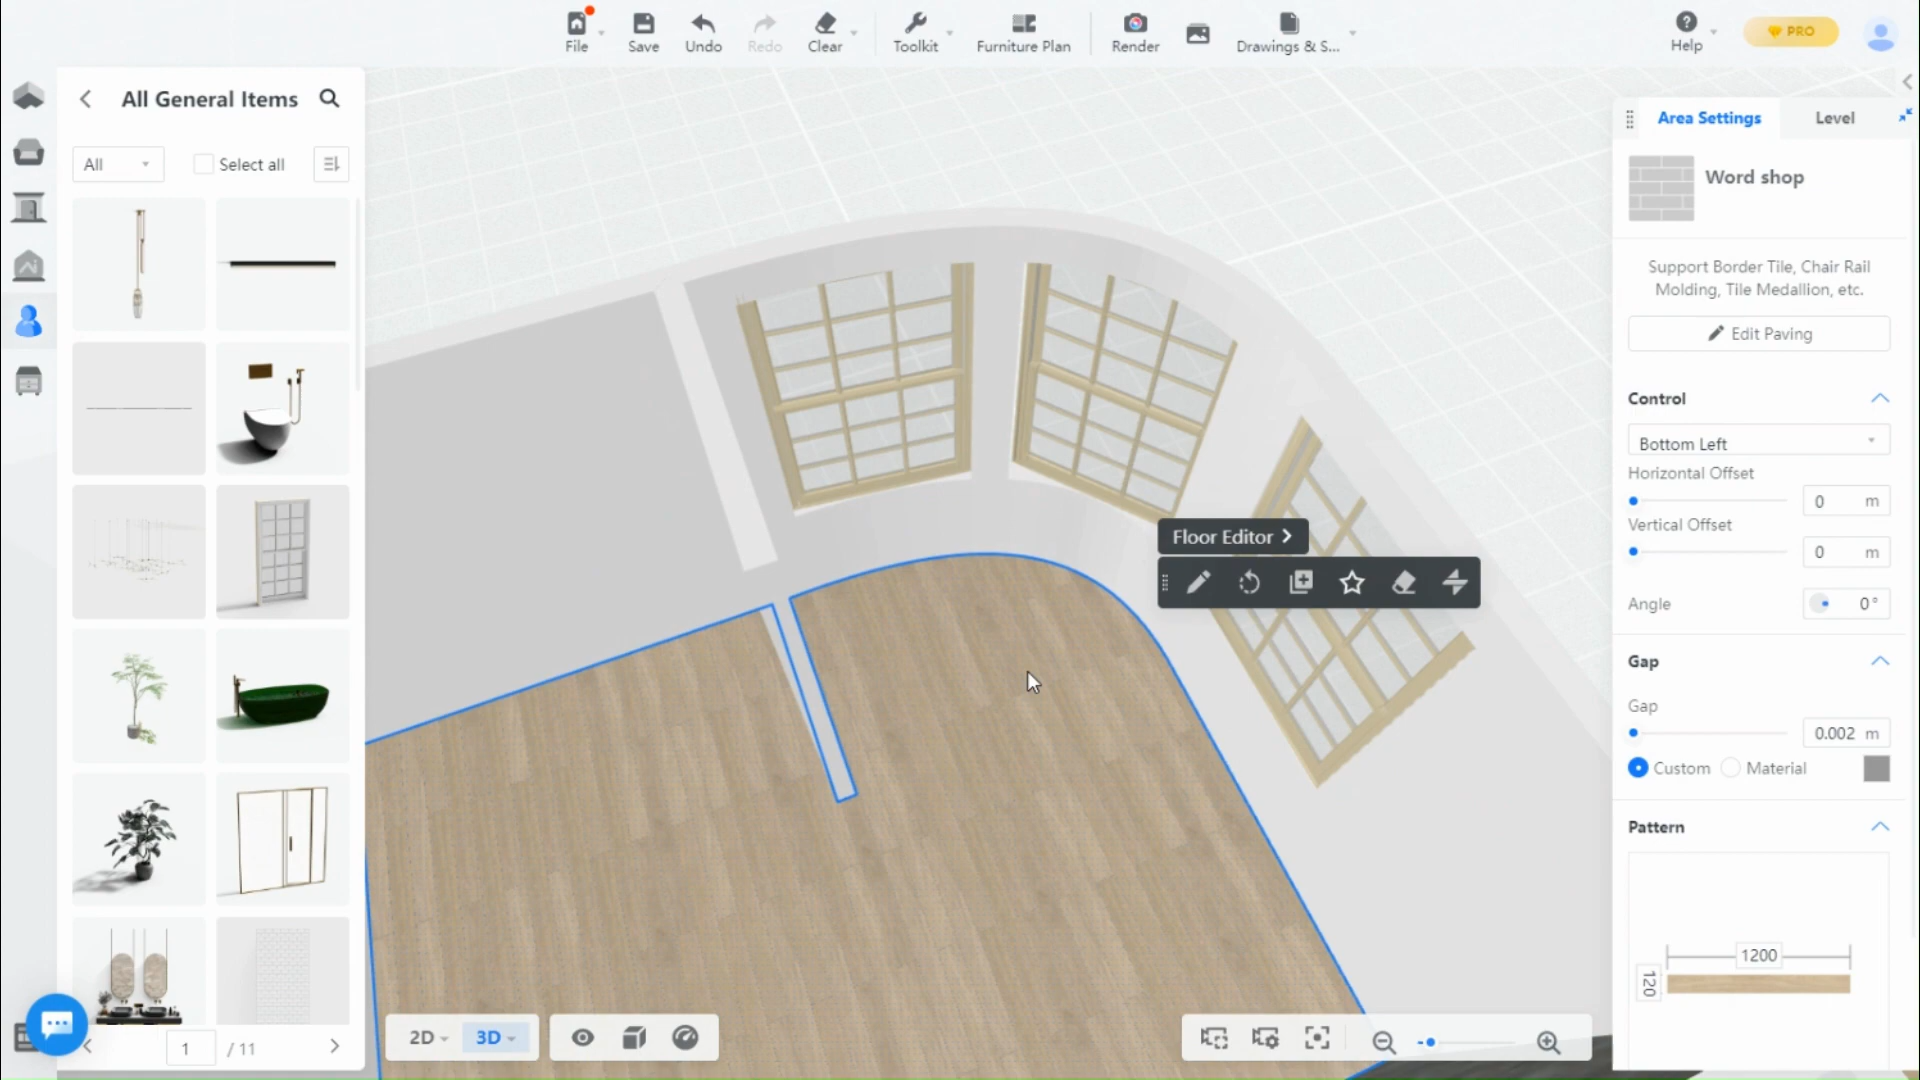 File
Save
Undo
Redo
Clear
Toolkit
Furniture Plan
Render
Drawings & S...
Help
PRO
All General Items
All
Select all
1
/ 11
Floor Editor
2D
3D
Area Settings
Level
Word shop
Support Border Tile, Chair Rail
Molding, Tile Medallion, etc.
Edit Paving
Control
Bottom Left
Horizontal Offset
0 m
Vertical Offset
0 m
Angle
0°
Gap
Gap
0.002 m
Custom
Material
Pattern
1200
120